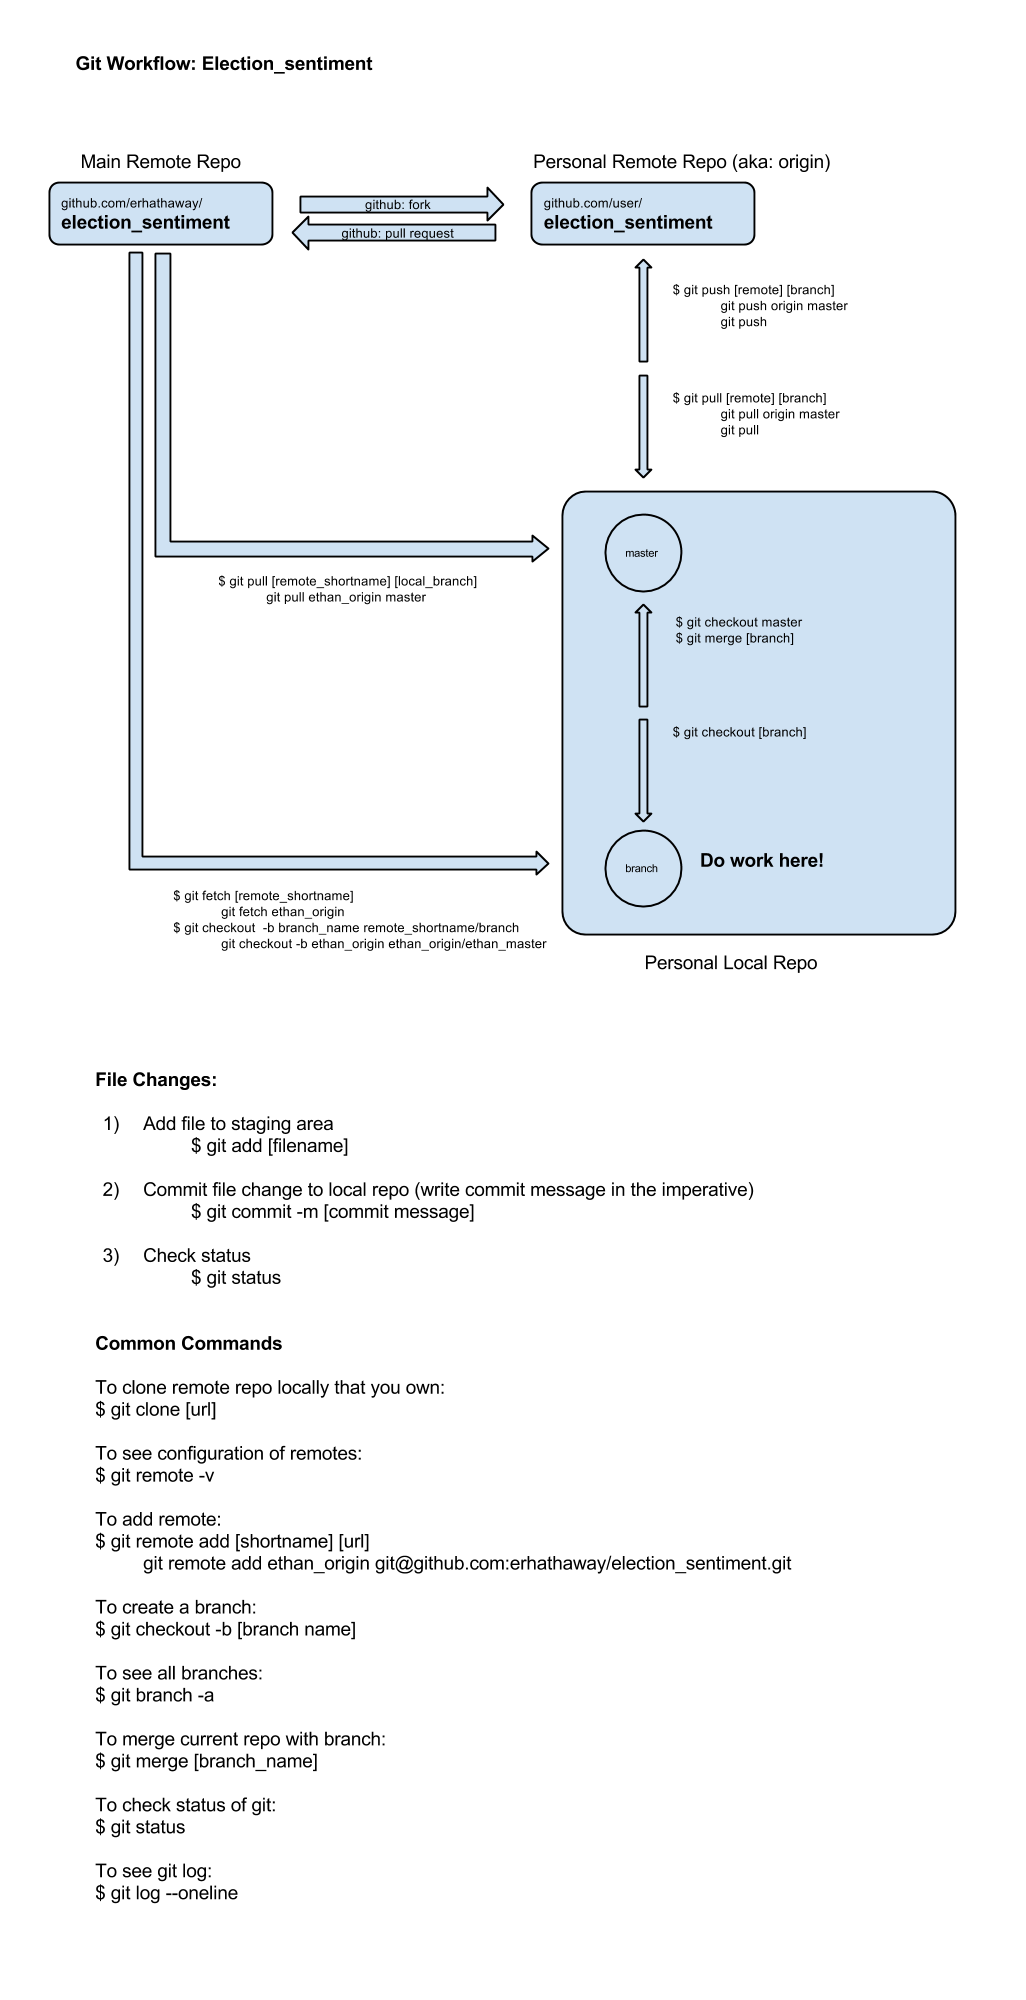 Git Workflow: Election_sentiment
Main Remote Repo
Personal Remote Repo (aka: origin)
github.com/erhathaway/
election_sentiment
github: fork
github: pull request
github.com/user/
election_sentiment
$ git push [remote] [branch]
git push origin master
git push
$ git pull [remote] [branch]
git pull origin master
git pull
master
$ git pull [remote_shortname] [local_branch]
git pull ethan_origin master
$ git checkout master
$ git merge [branch]
$ git checkout [branch]
branch
Do work here!
$ git fetch [remote_shortname]
git fetch ethan_origin
$ git checkout  -b branch_name remote_shortname/branch
git checkout -b ethan_origin ethan_origin/ethan_master
Personal Local Repo
File Changes:
1) Add file to staging area
$ git add [filename]
2) Commit file change to local repo (write commit message in the imperative)
$ git commit -m [commit message]
3) Check status
$ git status
Common Commands
To clone remote repo locally that you own:
$ git clone [url]
To see configuration of remotes:
$ git remote -v
To add remote:
$ git remote add [shortname] [url]
git remote add ethan_origin git@github.com:erhathaway/election_sentiment.git
To create a branch:
$ git checkout -b [branch name]
To see all branches:
$ git branch -a
To merge current repo with branch:
$ git merge [branch_name]
To check status of git:
$ git status
To see git log:
$ git log --oneline